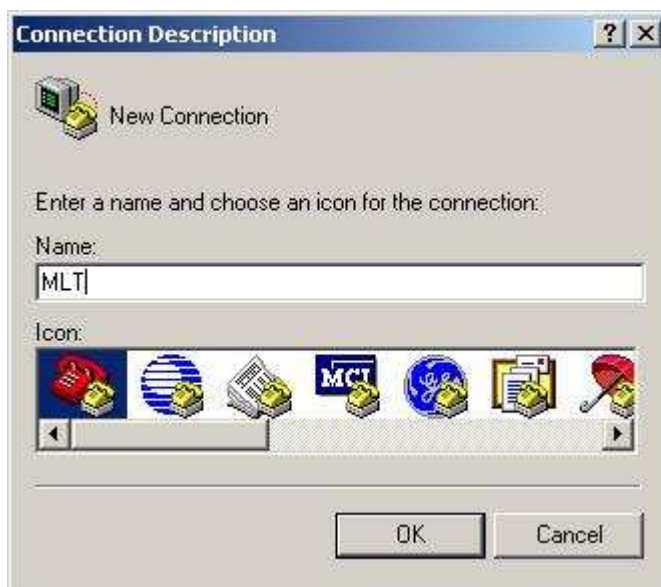 Connection Description
New Connection
Enter a name and choose an icon for the connection:
Name:
MLT
Icon:
MCI
OK Cancel